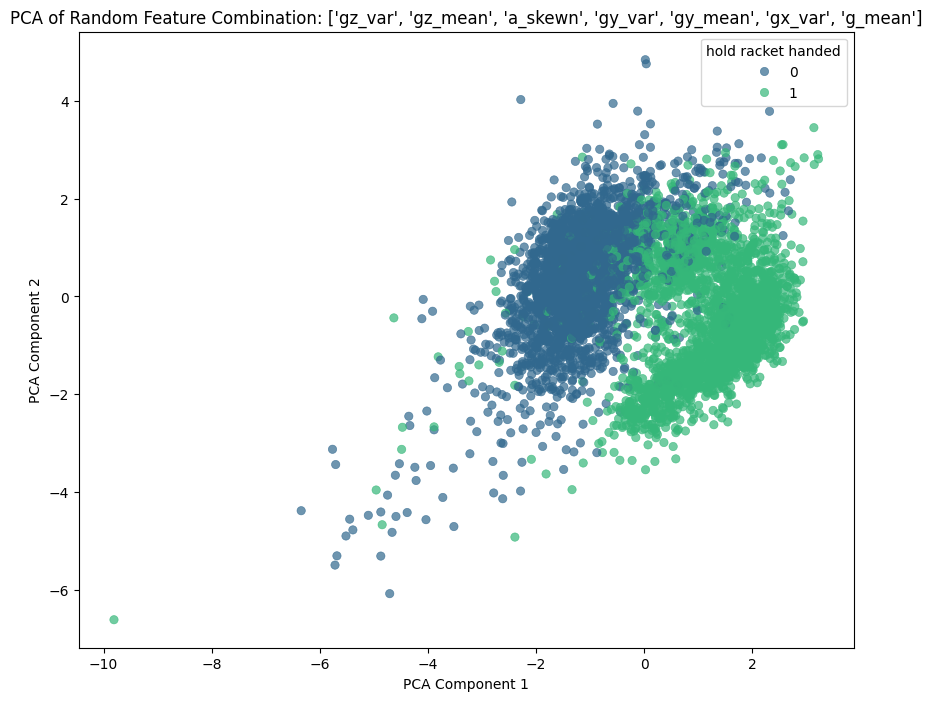 PCA of Random Feature Combination: ['gz_var', 'gz_mean', 'a_skewn', 'gy_var', 'gy_mean', 'gx_var', 'g_mean']
hold racket handed
0
1
PCA Component 2
4
2
0
−2
−4
−6
−10 −8 −6 −4 −2 0 2
PCA Component 1